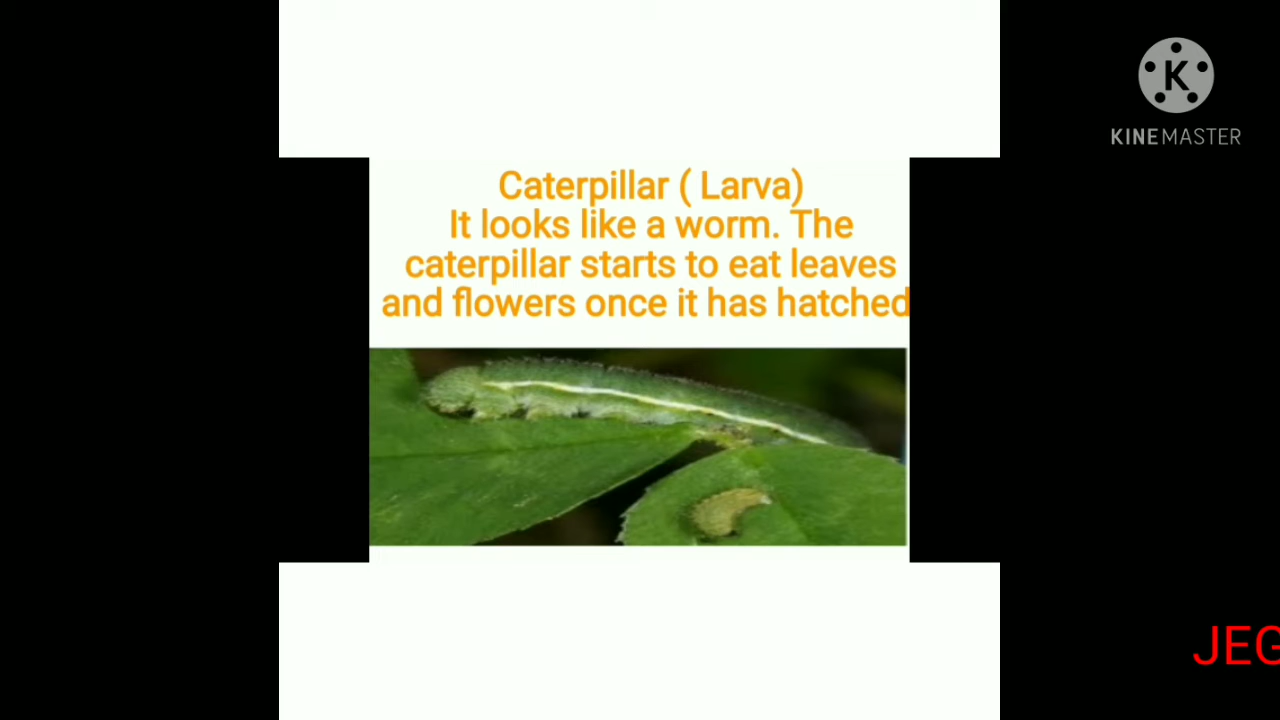 KINEMASTER
Caterpillar ( Larva)
It looks like a worm. The
caterpillar starts to eat leaves
and flowers once it has hatched
JEG